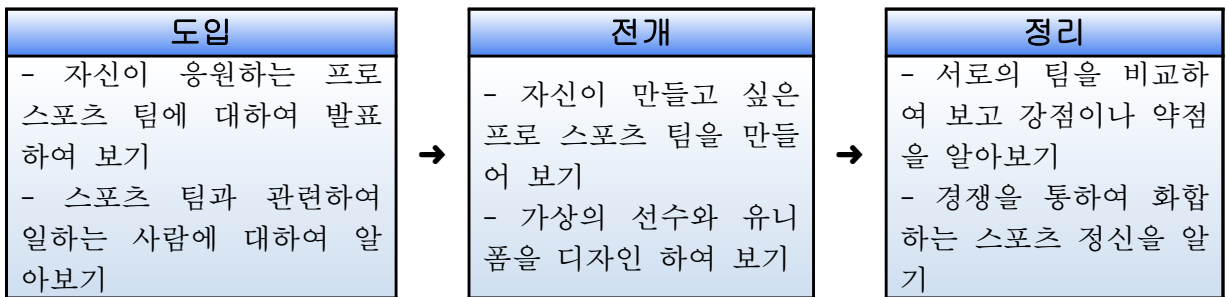 도입
- 자신이 응원하는 프로
스포츠 팀에 대하여 발표
하여 보기
- 스포츠 팀과 관련하여
일하는 사람에 대하여 알
아보기
➜
전개
- 자신이 만들고 싶은
프로 스포츠 팀을 만들
어 보기
- 가상의 선수와 유니
폼을 디자인 하여 보기
➜
정리
- 서로의 팀을 비교하
여 보고 강점이나 약점
을 알아보기
- 경쟁을 통하여 화합
하는 스포츠 정신을 알
기